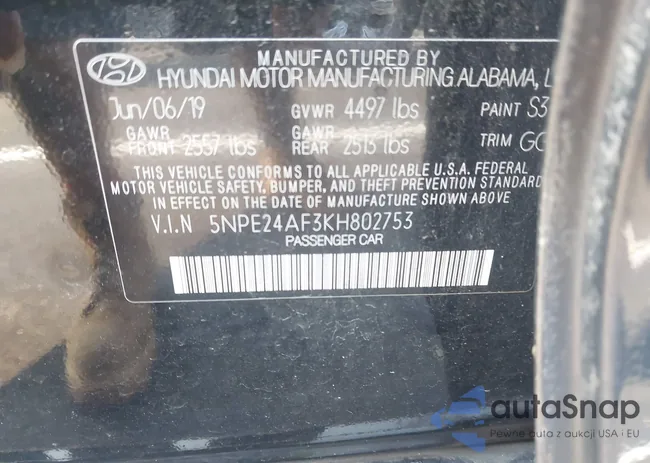 MANUFACTURED BY
HYUNDAI MOTOR MANUFACTURING ALABAMA, L
Jun/06/19 GVWR 4497 lbs PAINT S3
GAWR FRONT 2557 lbs GAWR REAR 2513 lbs TRIM GC
THIS VEHICLE CONFORMS TO ALL APPLICABLE U.S.A. FEDERAL
MOTOR VEHICLE SAFETY, BUMPER, AND THEFT PREVENTION
STANDARDS IN EFFECT ON THE DATE OF MANUFACTURE SHOWN ABOVE
V.I.N 5NPE24AF3KH802753
PASSENGER CAR
autaSnap
Pewne auta z aukcji USA i EU